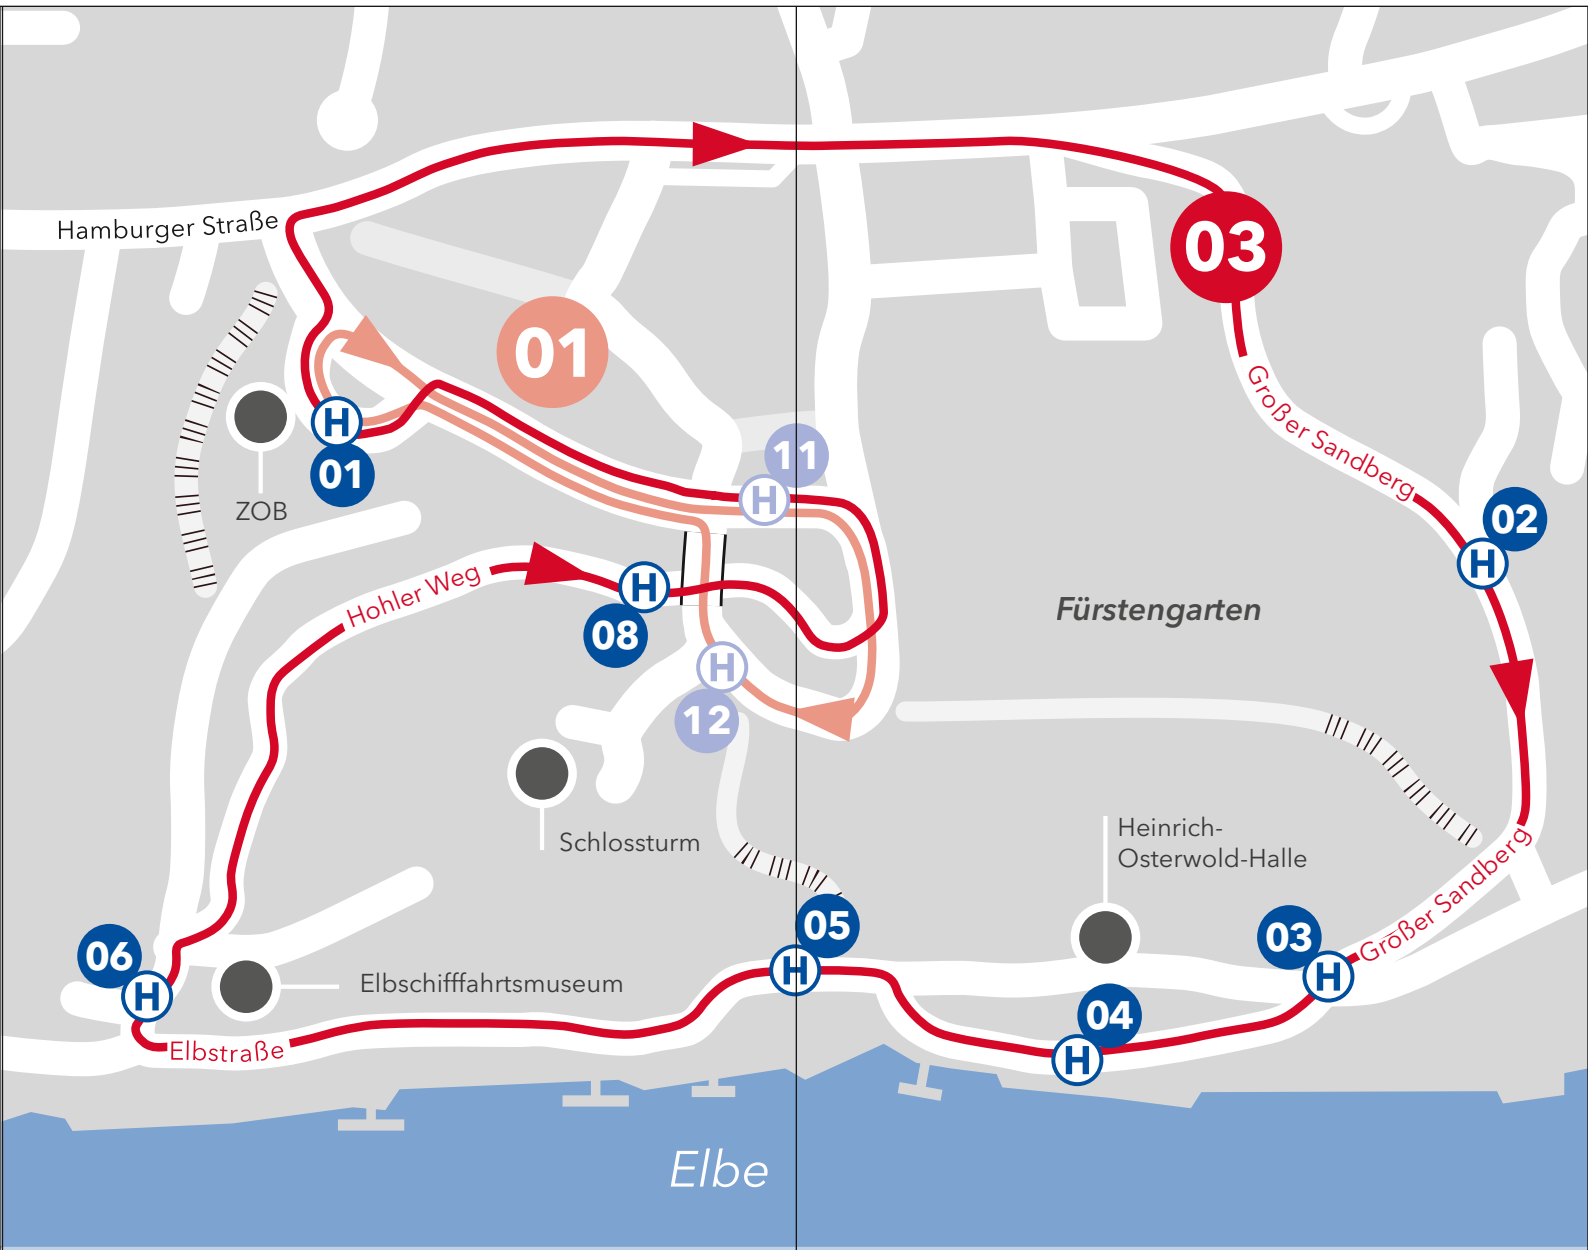 Hamburger Straße
03
01
Großer Sandberg
11
H
H
01
ZOB
02
H
Hohler Weg
H
08
Fürstengarten
H
12
Schlossturm
Heinrich-
Osterwold-Halle
Großer Sandberg
05
H
03
H
06
H
Elbschifffahrtsmuseum
04
H
Elbstraße
Elbe